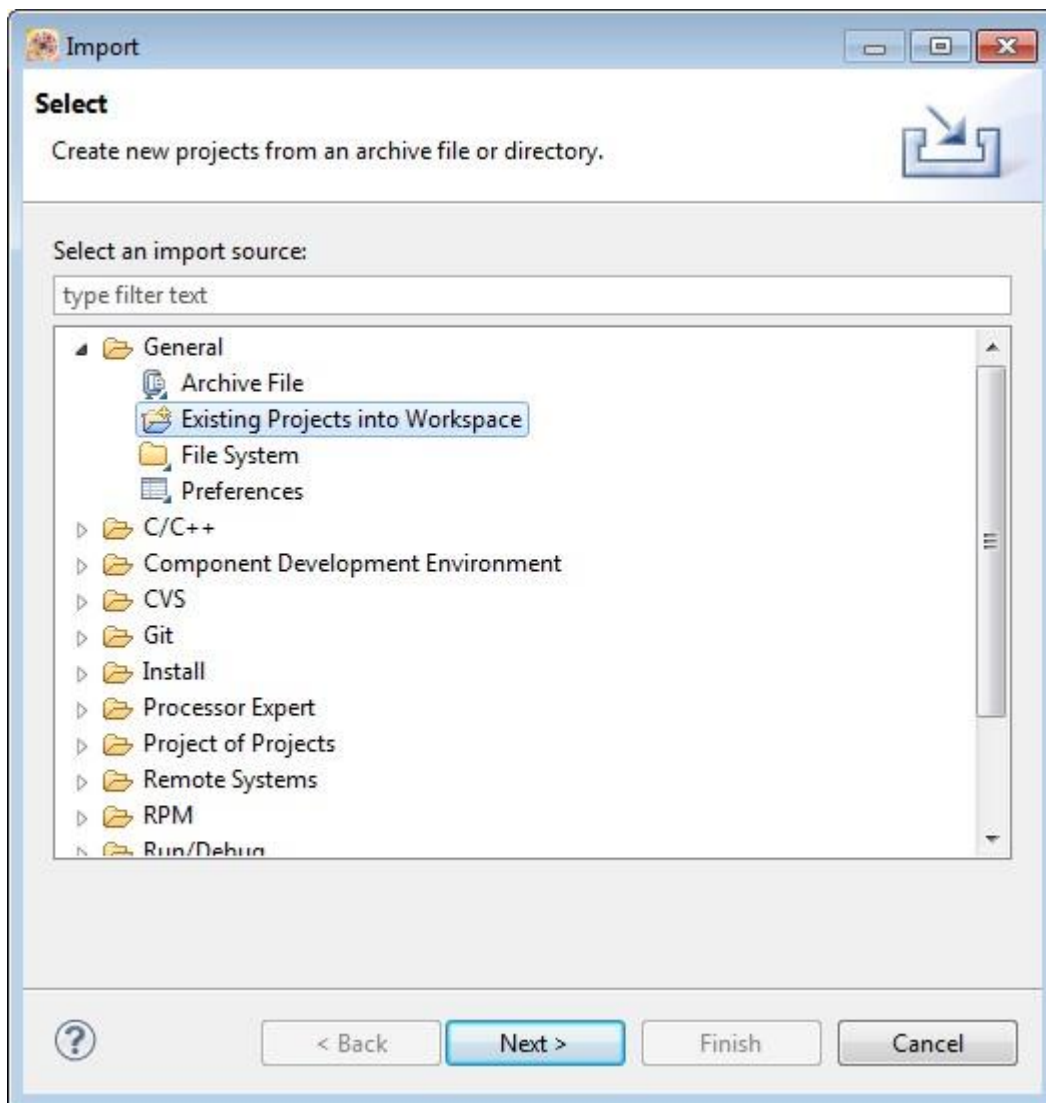 Import
Select
Create new projects from an archive file or directory.
Select an import source:
type filter text
General
Archive File
Existing Projects into Workspace
File System
Preferences
C/C++
Component Development Environment
CVS
Git
Install
Processor Expert
Project of Projects
Remote Systems
RPM
Run/Debug
? < Back Next > Finish Cancel